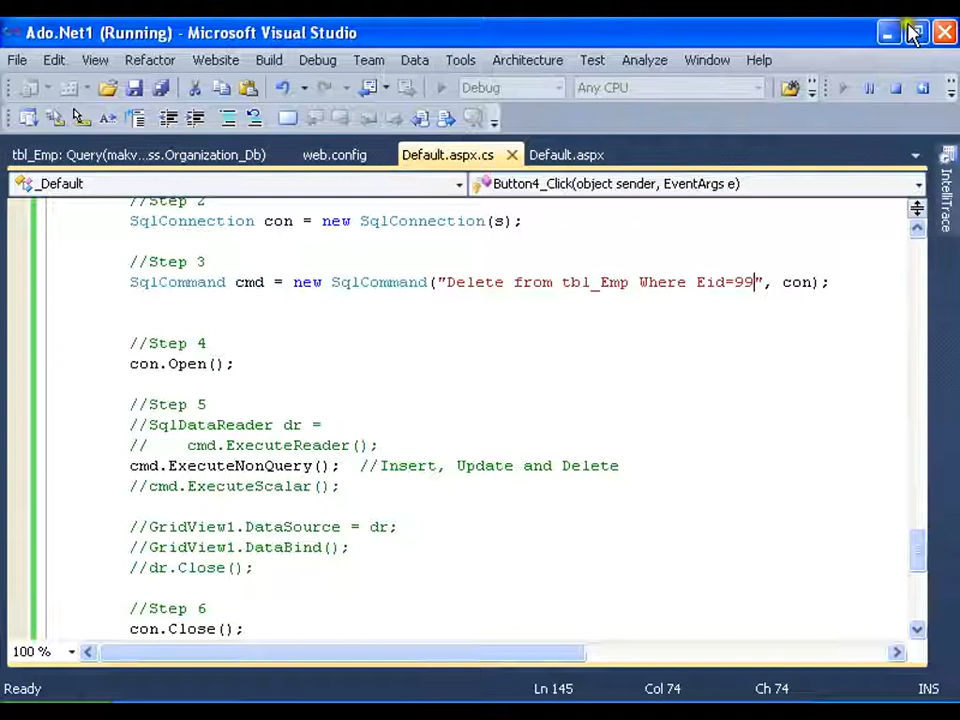 Ado.Net1 (Running) - Microsoft Visual Studio
File Edit View Refactor Website Build Debug Team Data Tools Architecture Test Analyze Window Help
Debug Any CPU
tbl_Emp: Query(makv...ss.Organization_Db) web.config Default.aspx.cs Default.aspx
_Default Button4_Click(object sender, EventArgs e)
//Step 2
SqlConnection con = new SqlConnection(s);
//Step 3
SqlCommand cmd = new SqlCommand("Delete from tbl_Emp Where Eid=99", con);
//Step 4
con.Open();
//Step 5
//SqlDataReader dr =
//    cmd.ExecuteReader();
cmd.ExecuteNonQuery();  //Insert, Update and Delete
//cmd.ExecuteScalar();
//GridView1.DataSource = dr;
//GridView1.DataBind();
//dr.Close();
//Step 6
con.Close();
100 %
Ready Ln 145 Col 74 Ch 74 INS
IntelliTrace